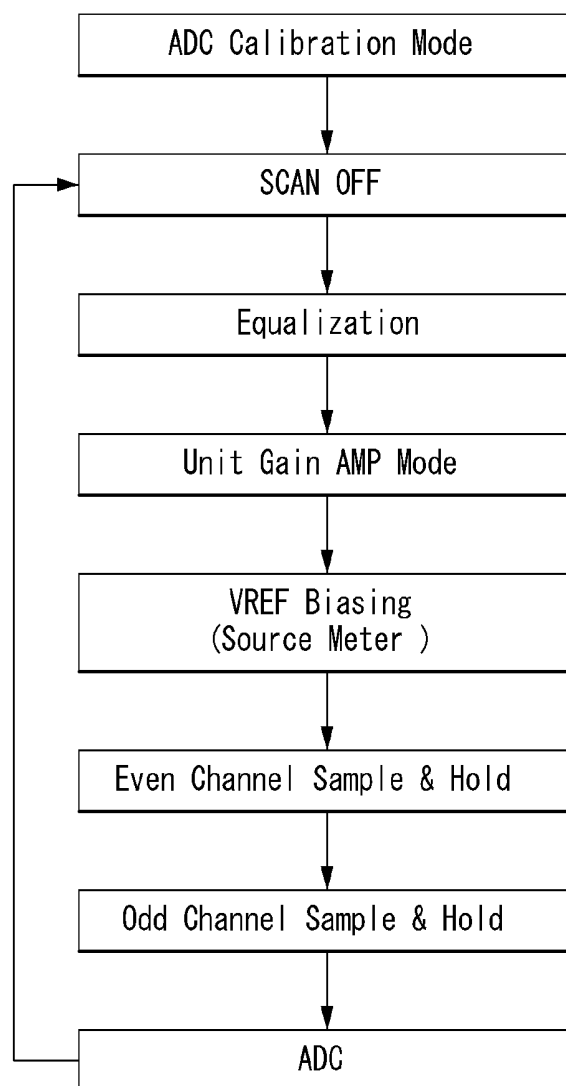 ADC Calibration Mode
SCAN OFF
Equalization
Unit Gain AMP Mode
VREF Biasing
(Source Meter )
Even Channel Sample & Hold
Odd Channel Sample & Hold
ADC